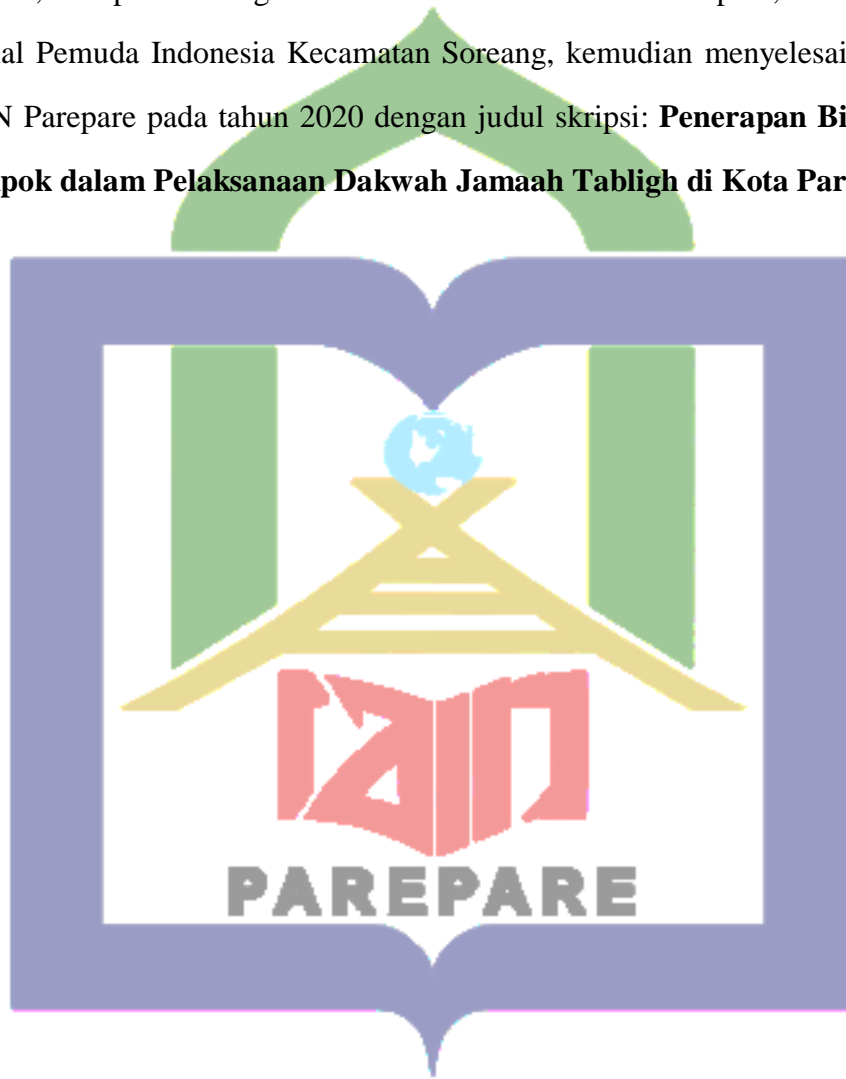 al Pemuda Indonesia Kecamatan Soreang, kemudian menyelesai
N Parepare pada tahun 2020 dengan judul skripsi: Penerapan Bi
pok dalam Pelaksanaan Dakwah Jamaah Tabligh di Kota Par
iain
PAREPARE